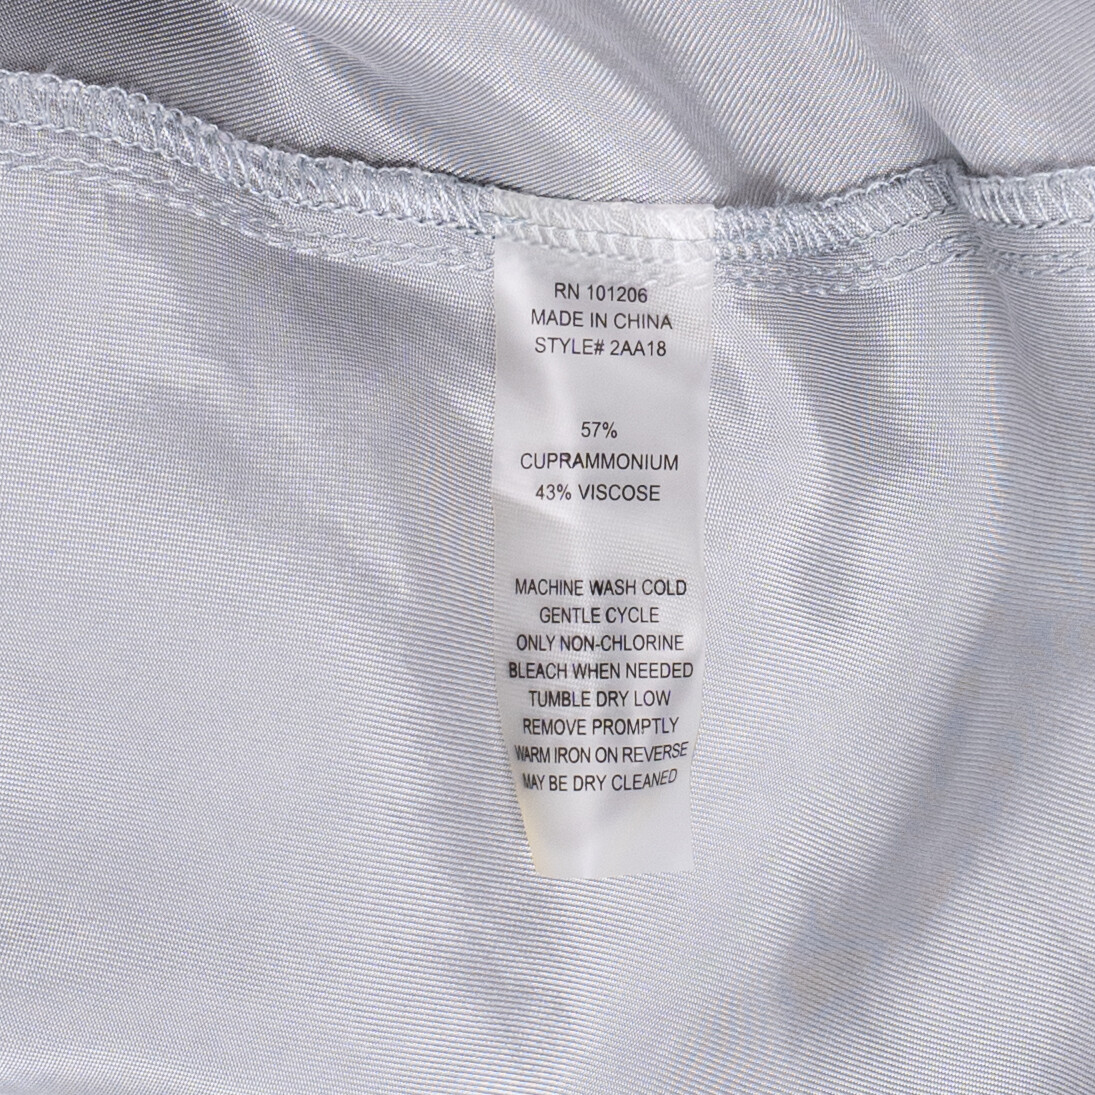 RN 101206
MADE IN CHINA
STYLE# 2AA18
57%
CUPRAMMONIUM
43% VISCOSE
MACHINE WASH COLD
GENTLE CYCLE
ONLY NON-CHLORINE
BLEACH WHEN NEEDED
TUMBLE DRY LOW
REMOVE PROMPTLY
WARM IRON ON REVERSE
MAY BE DRY CLEANED